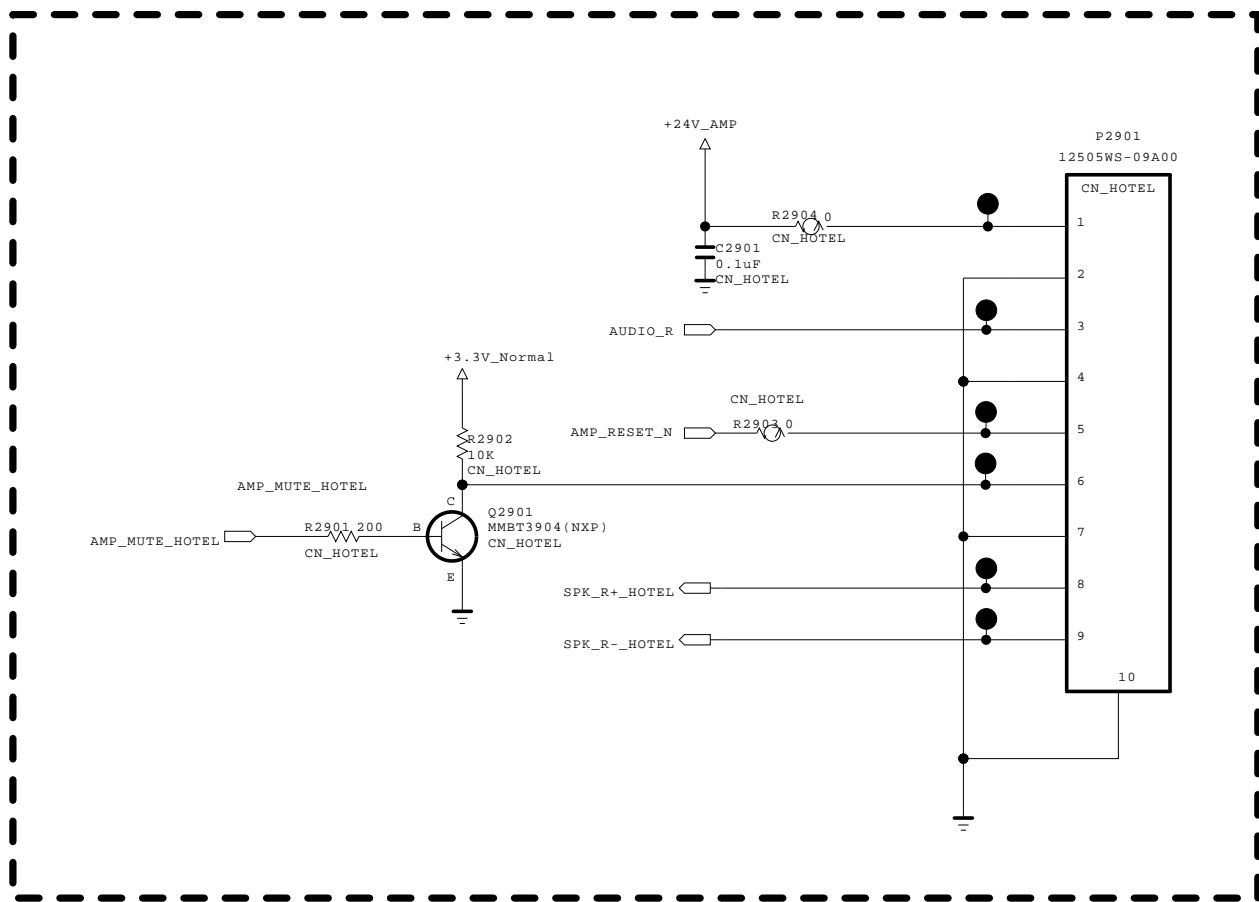 +24V_AMP
P2901
12505WS-09A00
CN_HOTEL
R2904 0
CN_HOTEL
1
C2901
0.1uF
CN_HOTEL
2
AUDIO_R
3
+3.3V_Normal
4
CN_HOTEL
R2903 0
AMP_RESET_N
5
R2902
10K
CN_HOTEL
6
AMP_MUTE_HOTEL
C
Q2901
MMBT3904(NXP)
CN_HOTEL
R2901 200
B
AMP_MUTE_HOTEL
CN_HOTEL
7
E
SPK_R+_HOTEL
8
SPK_R-_HOTEL
9
10